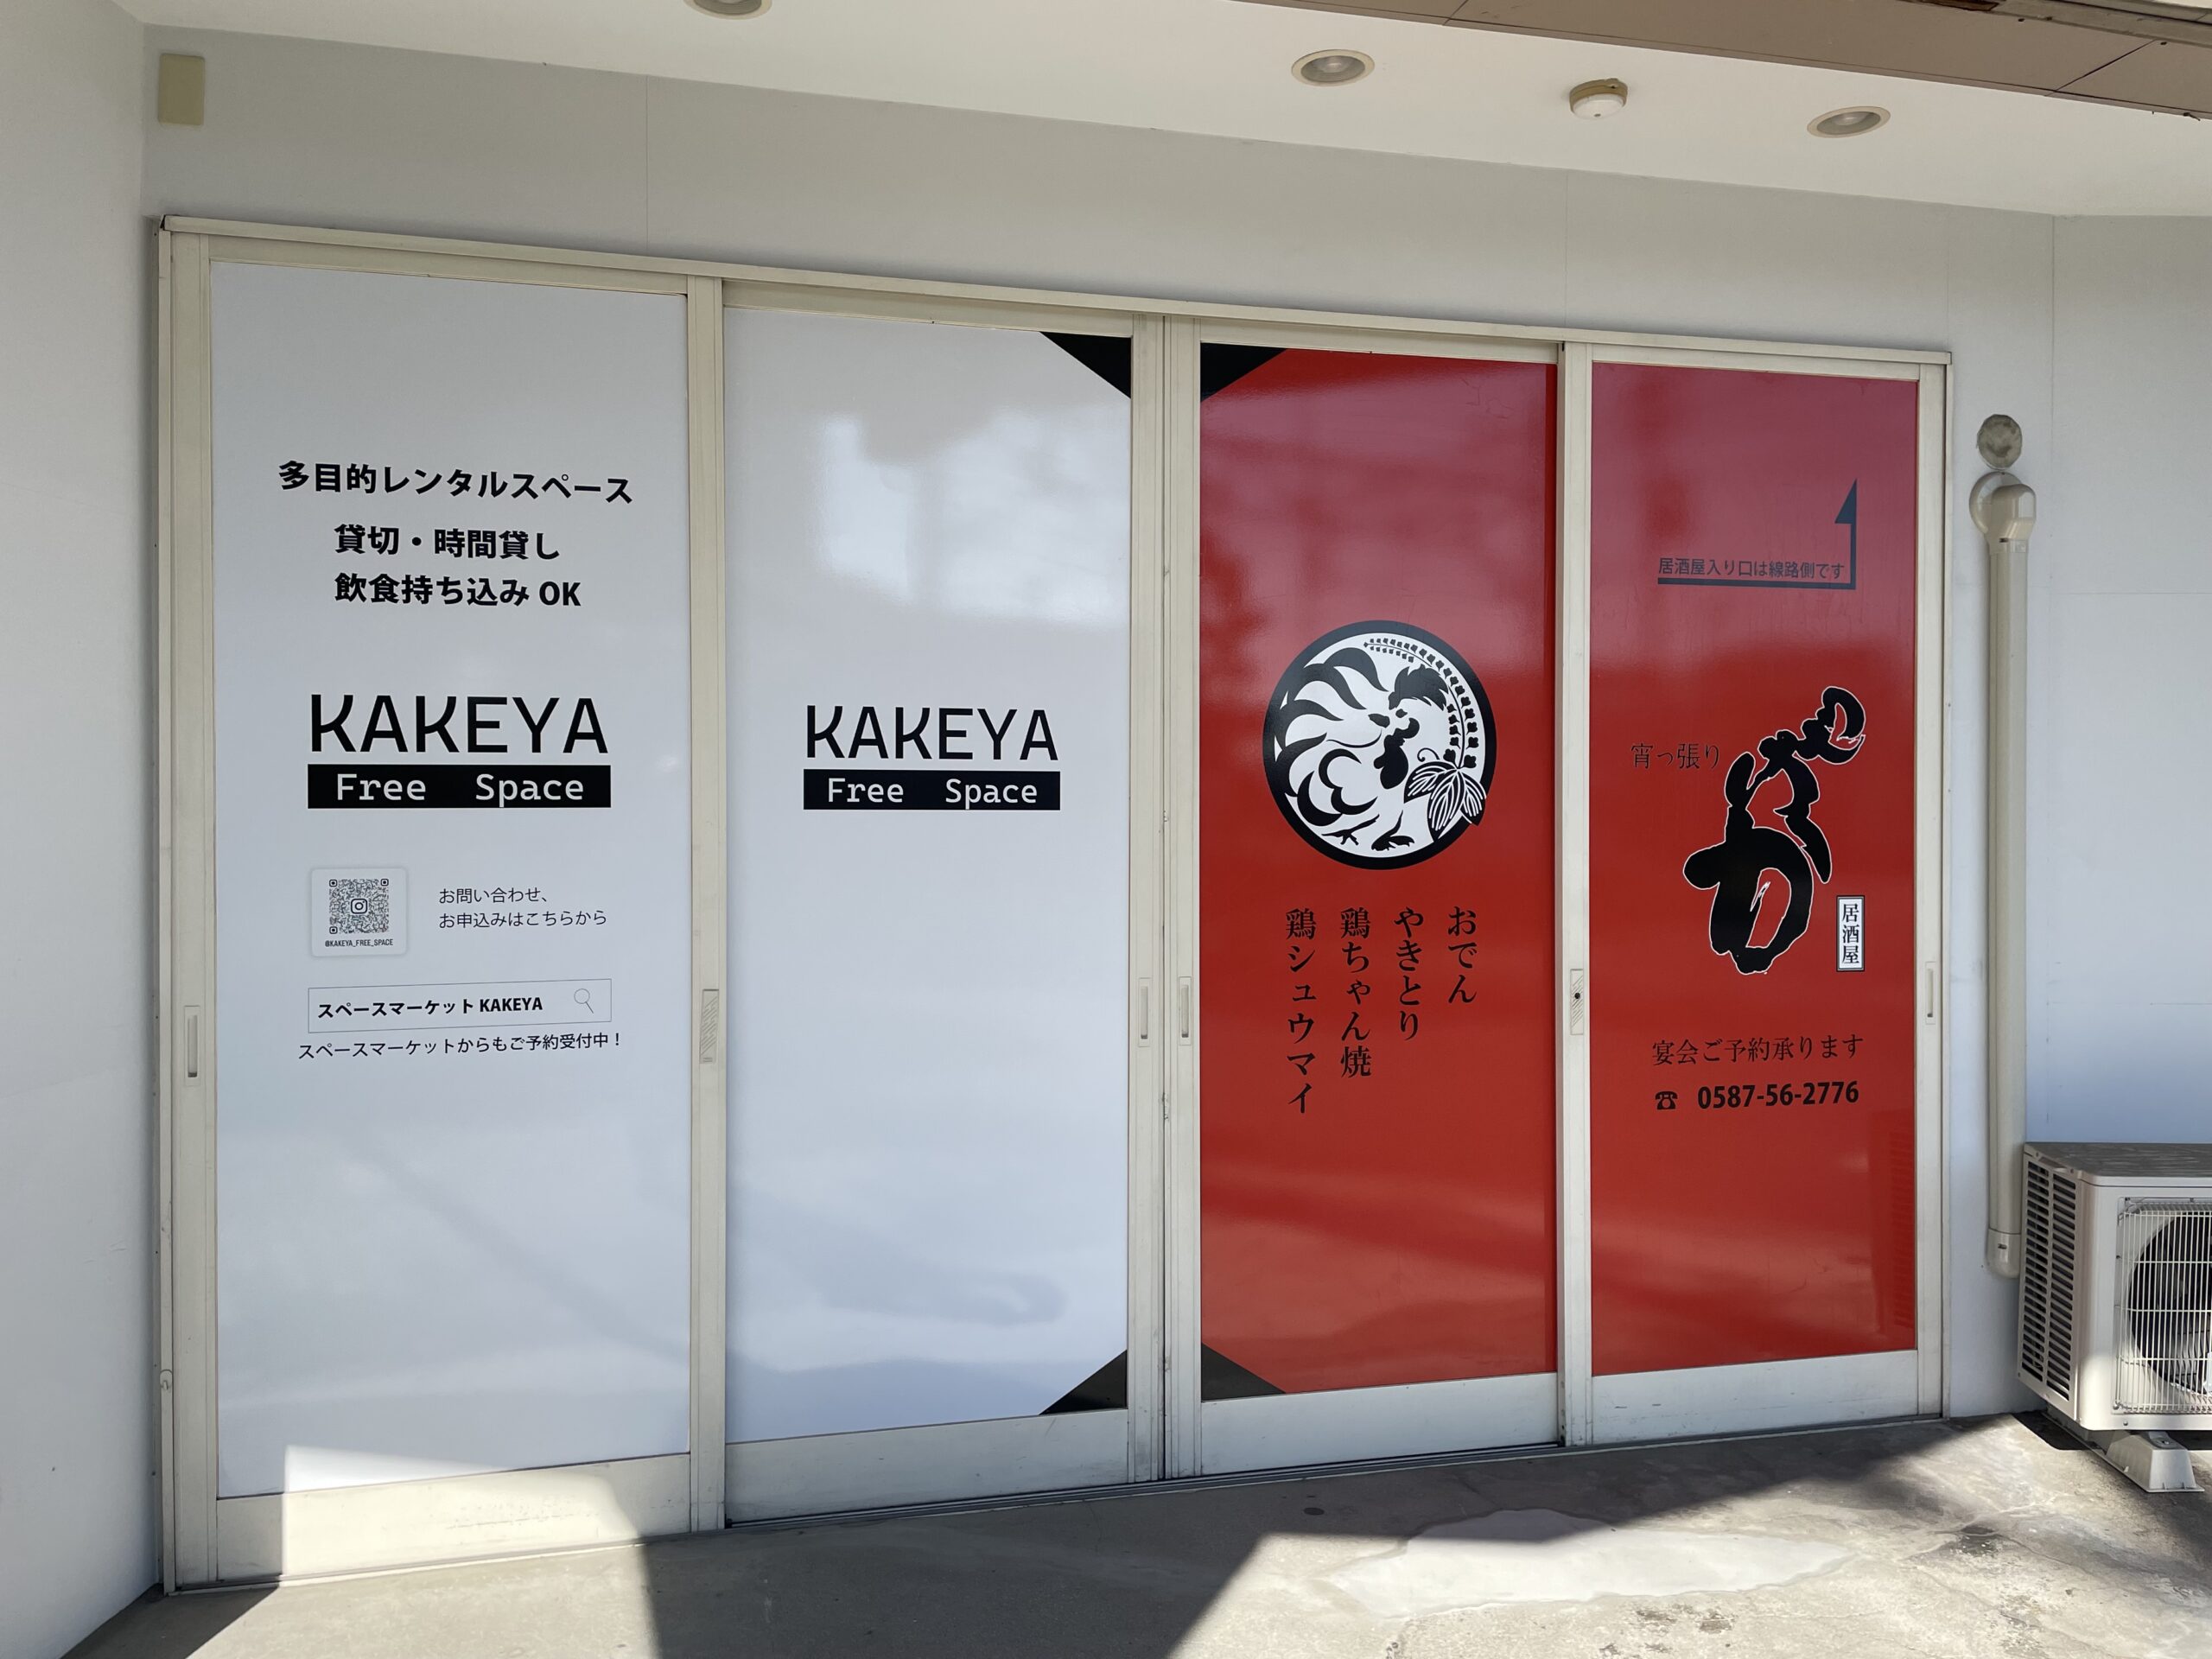 多目的レンタルスペース
貸切・時間貸し
飲食持ち込み OK
KAKEYA
Free Space
@KAKEYA_FREE_SPACE
お問い合わせ、
お申込みはこちらから
スペースマーケット KAKEYA
スペースマーケットからもご予約受付中！
KAKEYA
Free Space
おでん
やきとり
鶏ちゃん焼
鶏シュウマイ
居酒屋入り口は線路側です
宵っ張り
かけや
居酒屋
宴会ご予約承ります
☎ 0587-56-2776